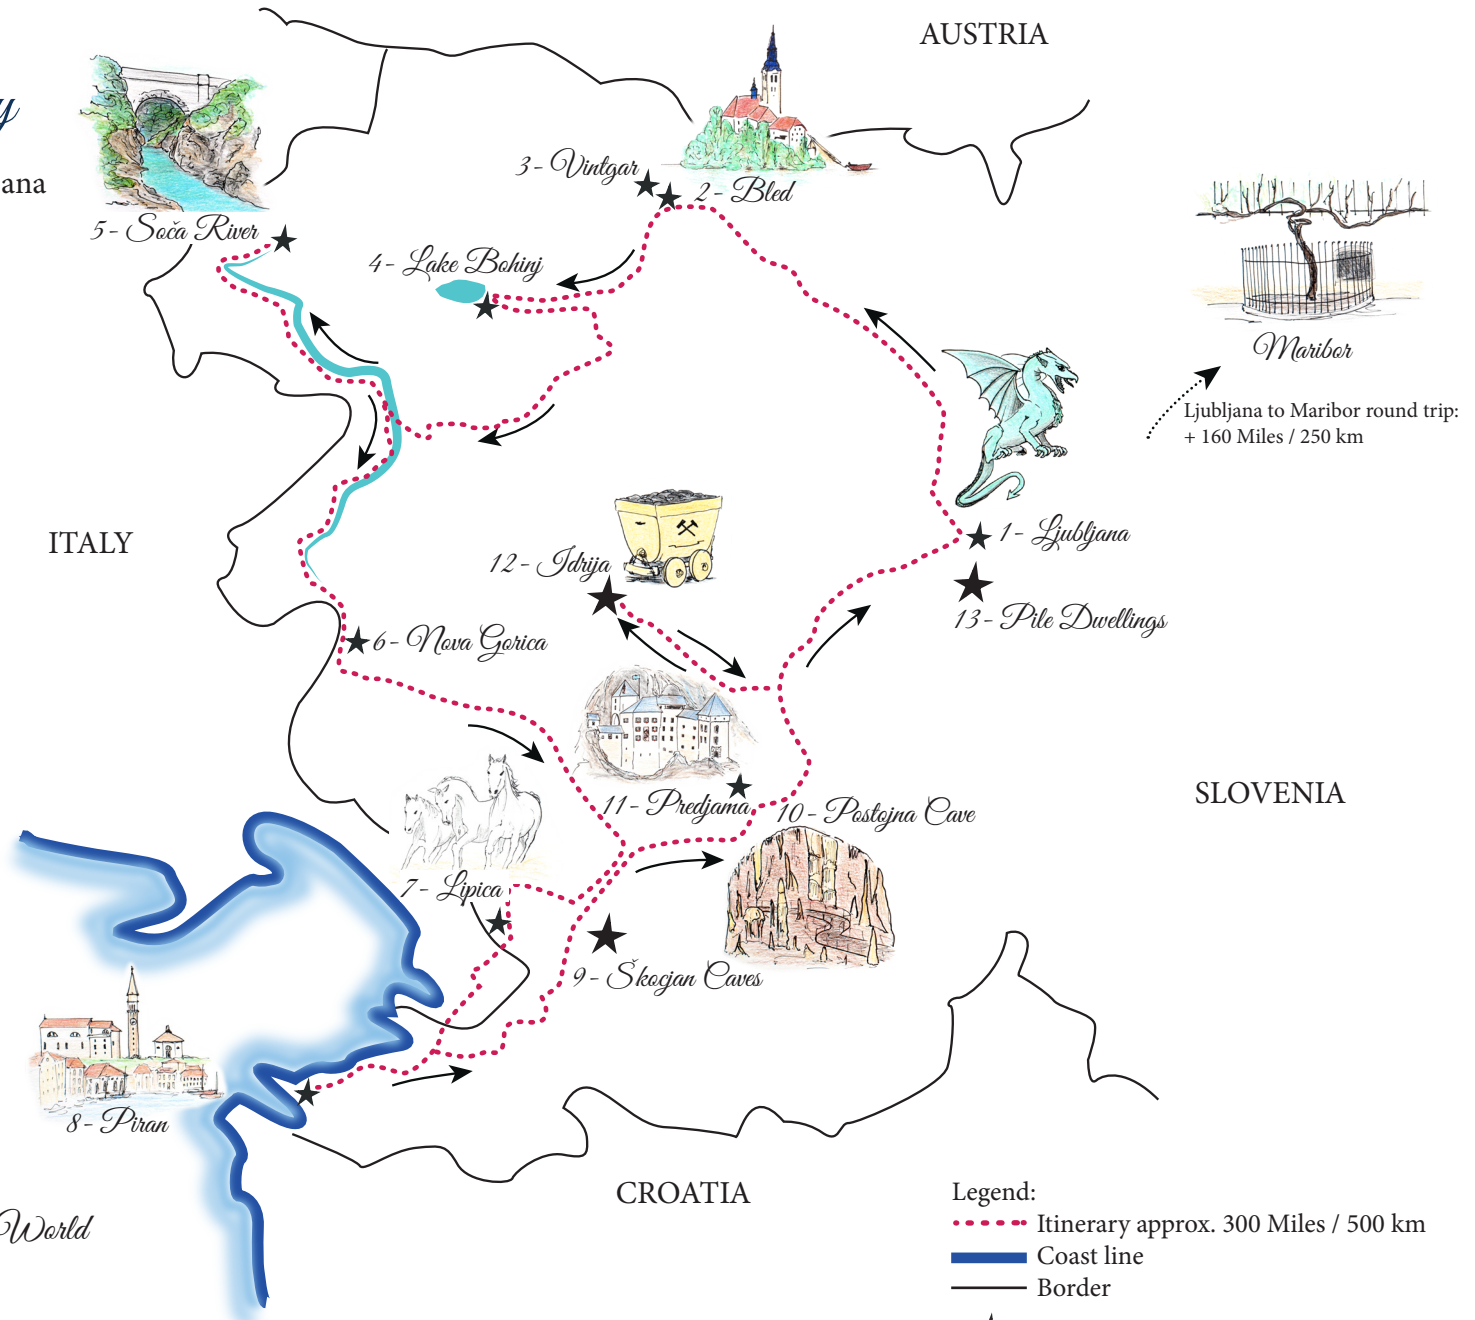 AUSTRIA
ana
3 - Vintgar
2 - Bled
5 - Soča River
4 - Lake Bohinj
Maribor
Ljubljana to Maribor round trip:
+ 160 Miles / 250 km
ITALY
1 - Ljubljana
12 - Idrija
13 - Pile Dwellings
6 - Nova Gorica
SLOVENIA
11 - Predjama
10 - Postojna Cave
7 - Lipica
9 - Škocjan Caves
8 - Piran
CROATIA
Legend:
Itinerary approx. 300 Miles / 500 km
Coast line
Border
World